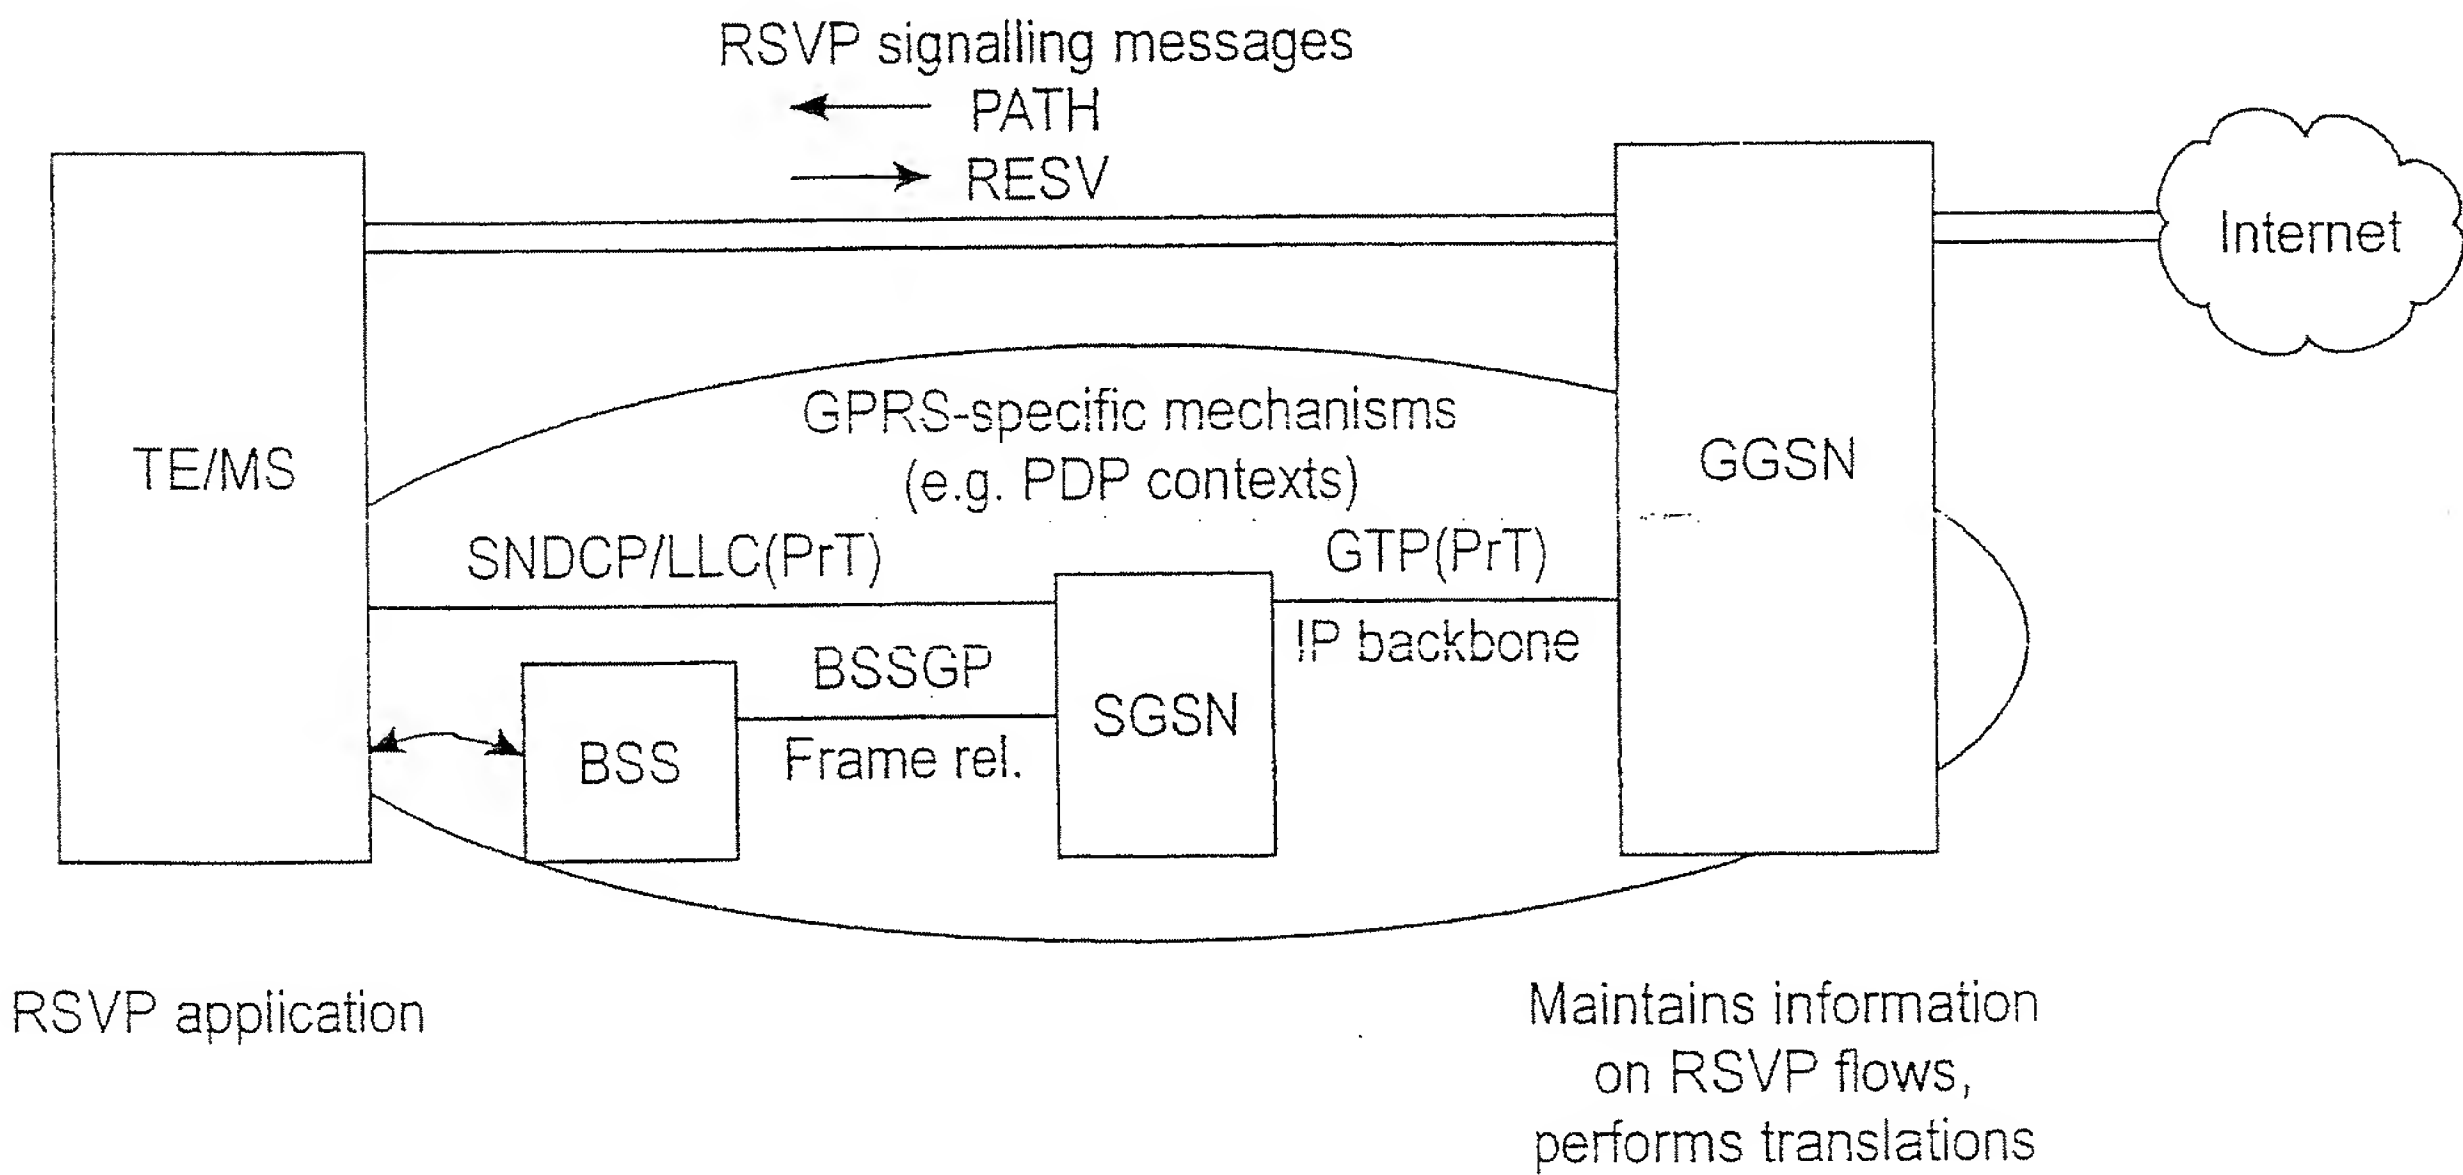 RSVP signalling messages
PATH
RESV
Internet
TE/MS
GPRS-specific mechanisms
(e.g. PDP contexts)
GGSN
SNDCP/LLC(PrT)
GTP(PrT)
IP backbone
BSSGP
SGSN
BSS
Frame rel.
RSVP application
Maintains information
on RSVP flows,
performs translations